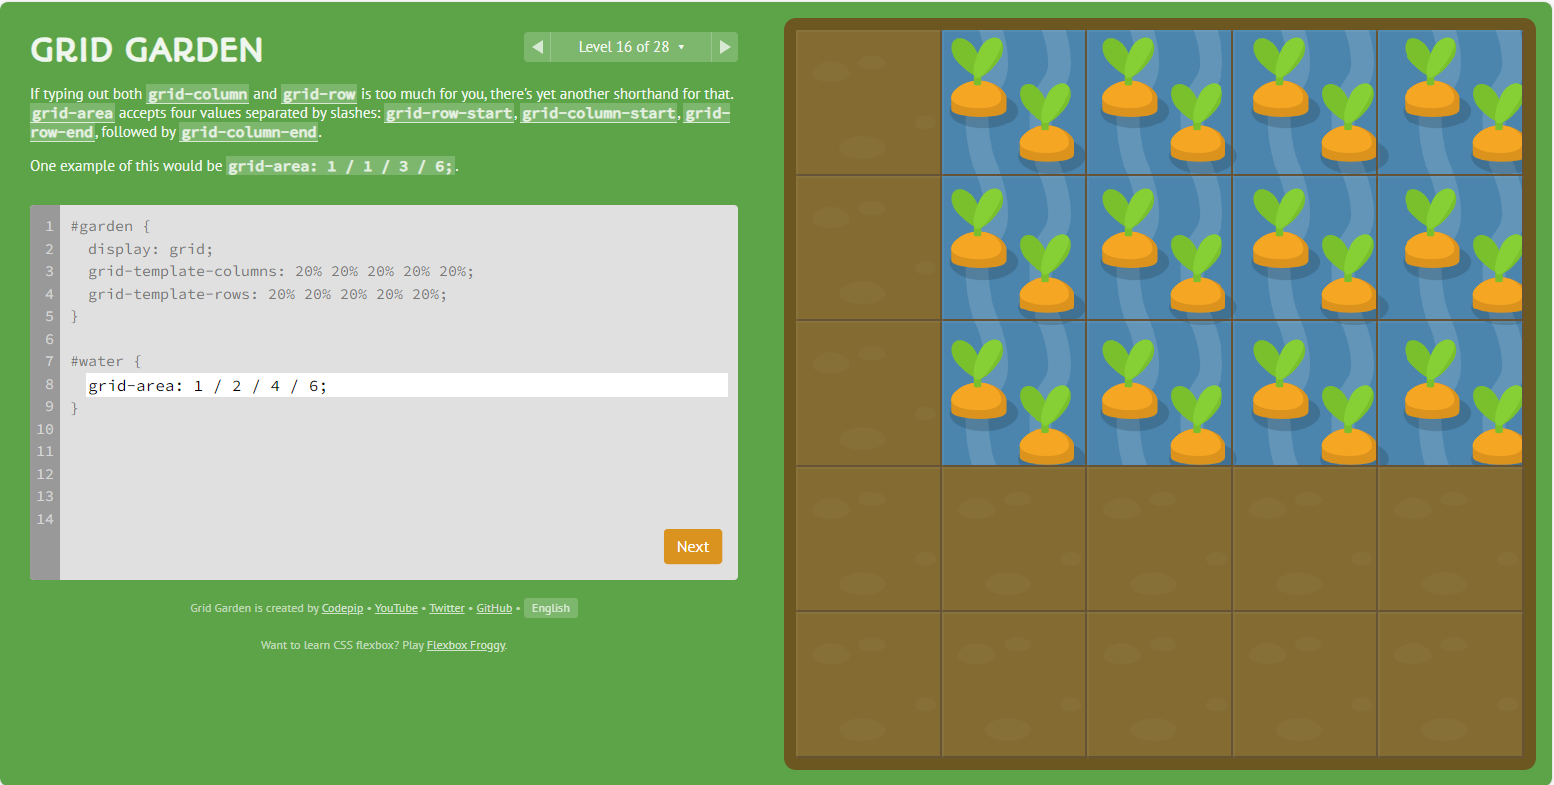 GRID GARDEN
Level 16 of 28
If typing out both grid-column and grid-row is too much for you, there's yet another shorthand for that.
grid-area accepts four values separated by slashes: grid-row-start, grid-column-start, grid-
row-end, followed by grid-column-end.
One example of this would be grid-area: 1 / 1 / 3 / 6;.
1 #garden {
2 display: grid;
3 grid-template-columns: 20% 20% 20% 20% 20%;
4 grid-template-rows: 20% 20% 20% 20% 20%;
5 }
6
7 #water {
8 grid-area: 1 / 2 / 4 / 6;
9 }
10
11
12
13
14
Next
Grid Garden is created by Codepip • YouTube • Twitter • GitHub • English
Want to learn CSS flexbox? Play Flexbox Froggy.